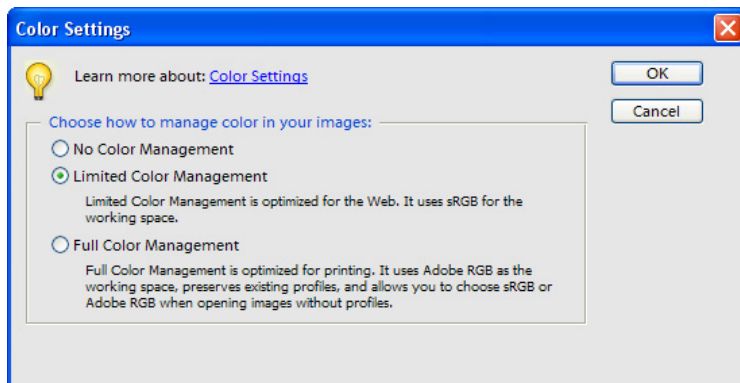 Color Settings
Learn more about: Color Settings
OK
Cancel
Choose how to manage color in your images:
No Color Management
Limited Color Management
Limited Color Management is optimized for the Web. It uses sRGB for the
working space.
Full Color Management
Full Color Management is optimized for printing. It uses Adobe RGB as the
working space, preserves existing profiles, and allows you to choose sRGB or
Adobe RGB when opening images without profiles.